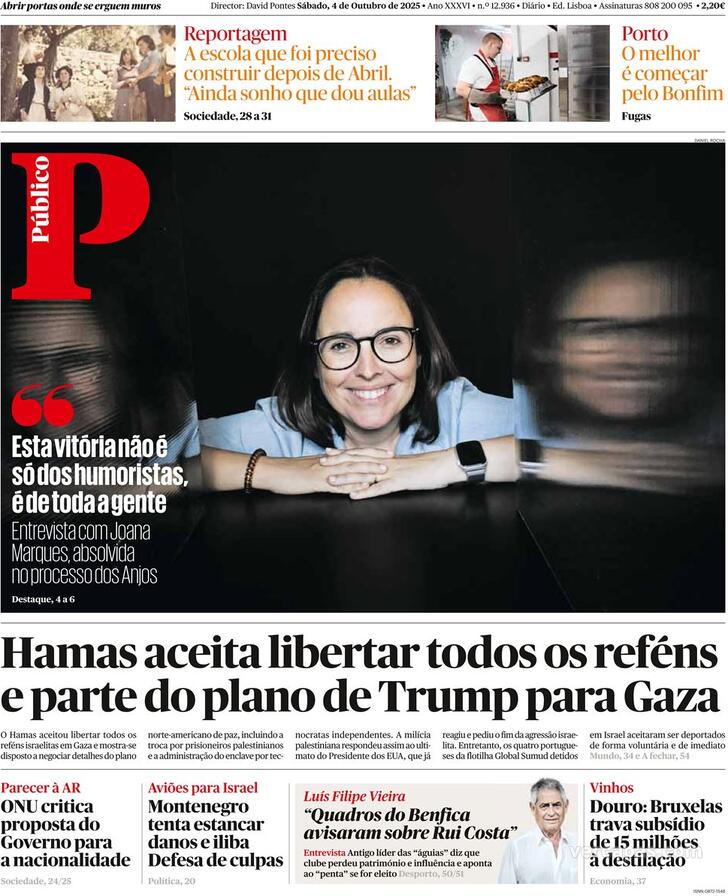 Abrir portas onde se erguem muros
Director: David Pontes Sábado, 4 de Outubro de 2025 • Ano XXXVI • n.º 12.936 • Diário • Ed. Lisboa • Assinaturas 808 200 095 • 2,20€
Reportagem
A escola que foi preciso
construir depois de Abril.
“Ainda sonho que dou aulas”
Sociedade, 28 a 31
Porto
O melhor
é começar
pelo Bonfim
Fugas
DANIEL ROCHA
P
Público
“
Esta vitória não é
só dos humoristas,
é de toda a gente
Entrevista com Joana
Marques, absolvida
no processo dos Anjos
Destaque, 4 a 6
Hamas aceita libertar todos os reféns
e parte do plano de Trump para Gaza
O Hamas aceitou libertar todos os
reféns israelitas em Gaza e mostra-se
disposto a negociar detalhes do plano
norte-americano de paz, incluindo a
troca por prisioneiros palestinianos
e a administração do enclave por tec-
nocratas independentes. A milícia
palestiniana respondeu assim ao ulti-
mato do Presidente dos EUA, que já
reagiu e pediu o fim da agressão israe-
lita. Entretanto, os quatro portugue-
ses da flotilha Global Sumud detidos
em Israel aceitaram ser deportados
de forma voluntária e de imediato
Mundo, 34 e A fechar, 54
Parecer à AR
ONU critica
proposta do
Governo para
a nacionalidade
Sociedade, 24/25
Aviões para Israel
Montenegro
tenta estancar
danos e iliba
Defesa de culpas
Política, 20
Luís Filipe Vieira
“Quadros do Benfica
avisaram sobre Rui Costa”
Entrevista Antigo líder das “águias” diz que
clube perdeu património e influência e aponta
ao “penta” se for eleito Desporto, 50/51
Vinhos
Douro: Bruxelas
trava subsídio
de 15 milhões
à destilação
Economia, 37
ISNN-0872-1548